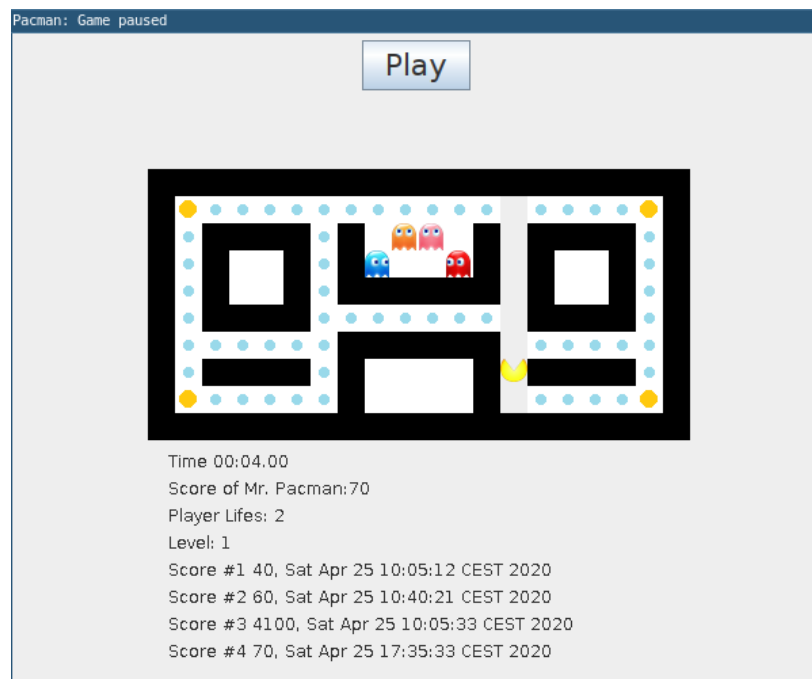 Pacman: Game paused
Play
Time 00:04.00
Score of Mr. Pacman:70
Player Lifes: 2
Level: 1
Score #1 40, Sat Apr 25 10:05:12 CEST 2020
Score #2 60, Sat Apr 25 10:40:21 CEST 2020
Score #3 4100, Sat Apr 25 10:05:33 CEST 2020
Score #4 70, Sat Apr 25 17:35:33 CEST 2020